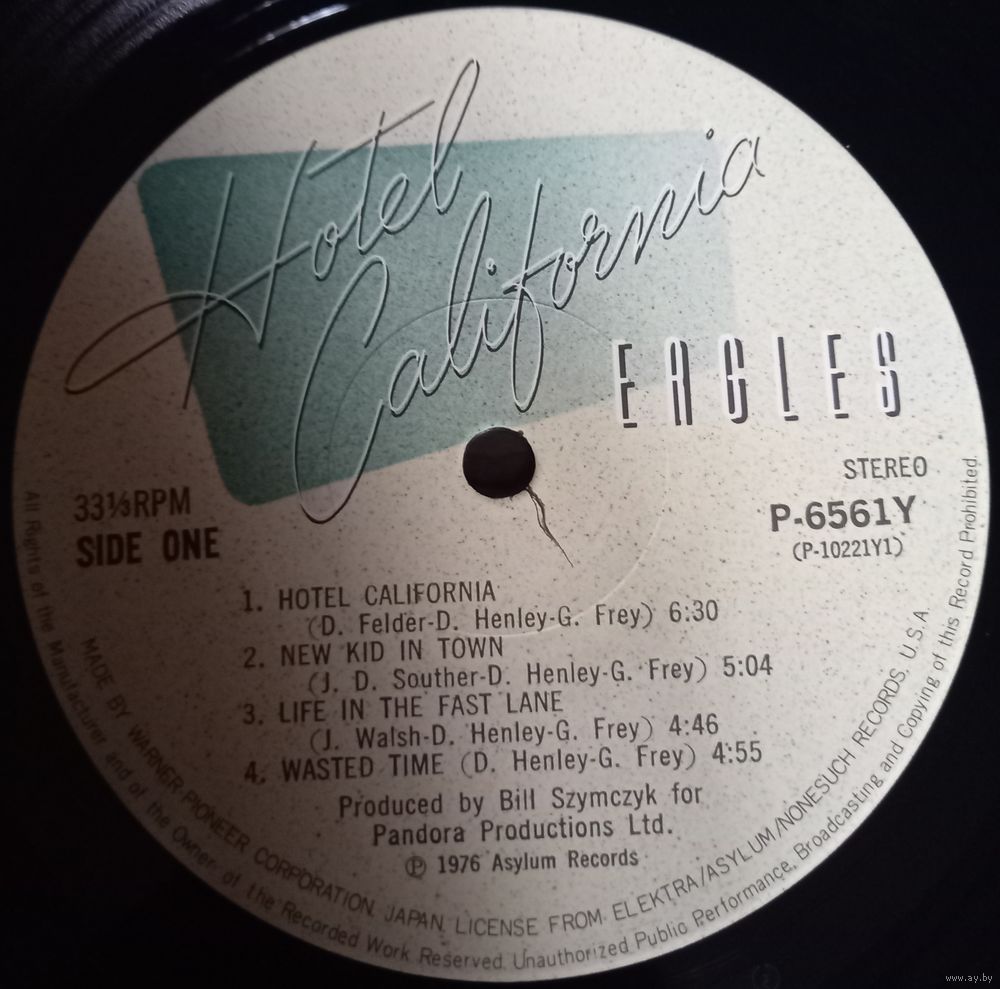 Hotel
California
EAGLES
STEREO
33⅓RPM
P-6561Y
SIDE ONE
(P-10221Y1)
1. HOTEL CALIFORNIA
(D. Felder-D. Henley-G. Frey) 6:30
2. NEW KID IN TOWN
(J. D. Souther-D. Henley-G. Frey) 5:04
3. LIFE IN THE FAST LANE
(J. Walsh-D. Henley-G. Frey) 4:46
4. WASTED TIME (D. Henley-G. Frey) 4:55
Produced by Bill Szymczyk for
Pandora Productions Ltd.
℗ 1976 Asylum Records
MADE BY WARNER-PIONEER CORPORATION, JAPAN, LICENSE FROM ELEKTRA/ASYLUM/NONESUCH RECORDS. U.S.A.
All Rights of the Manufacturer and of the Owner of the Recorded Work Reserved. Unauthorized Public Performance, Broadcasting and Copying of this Record Prohibited.
www.ay.by